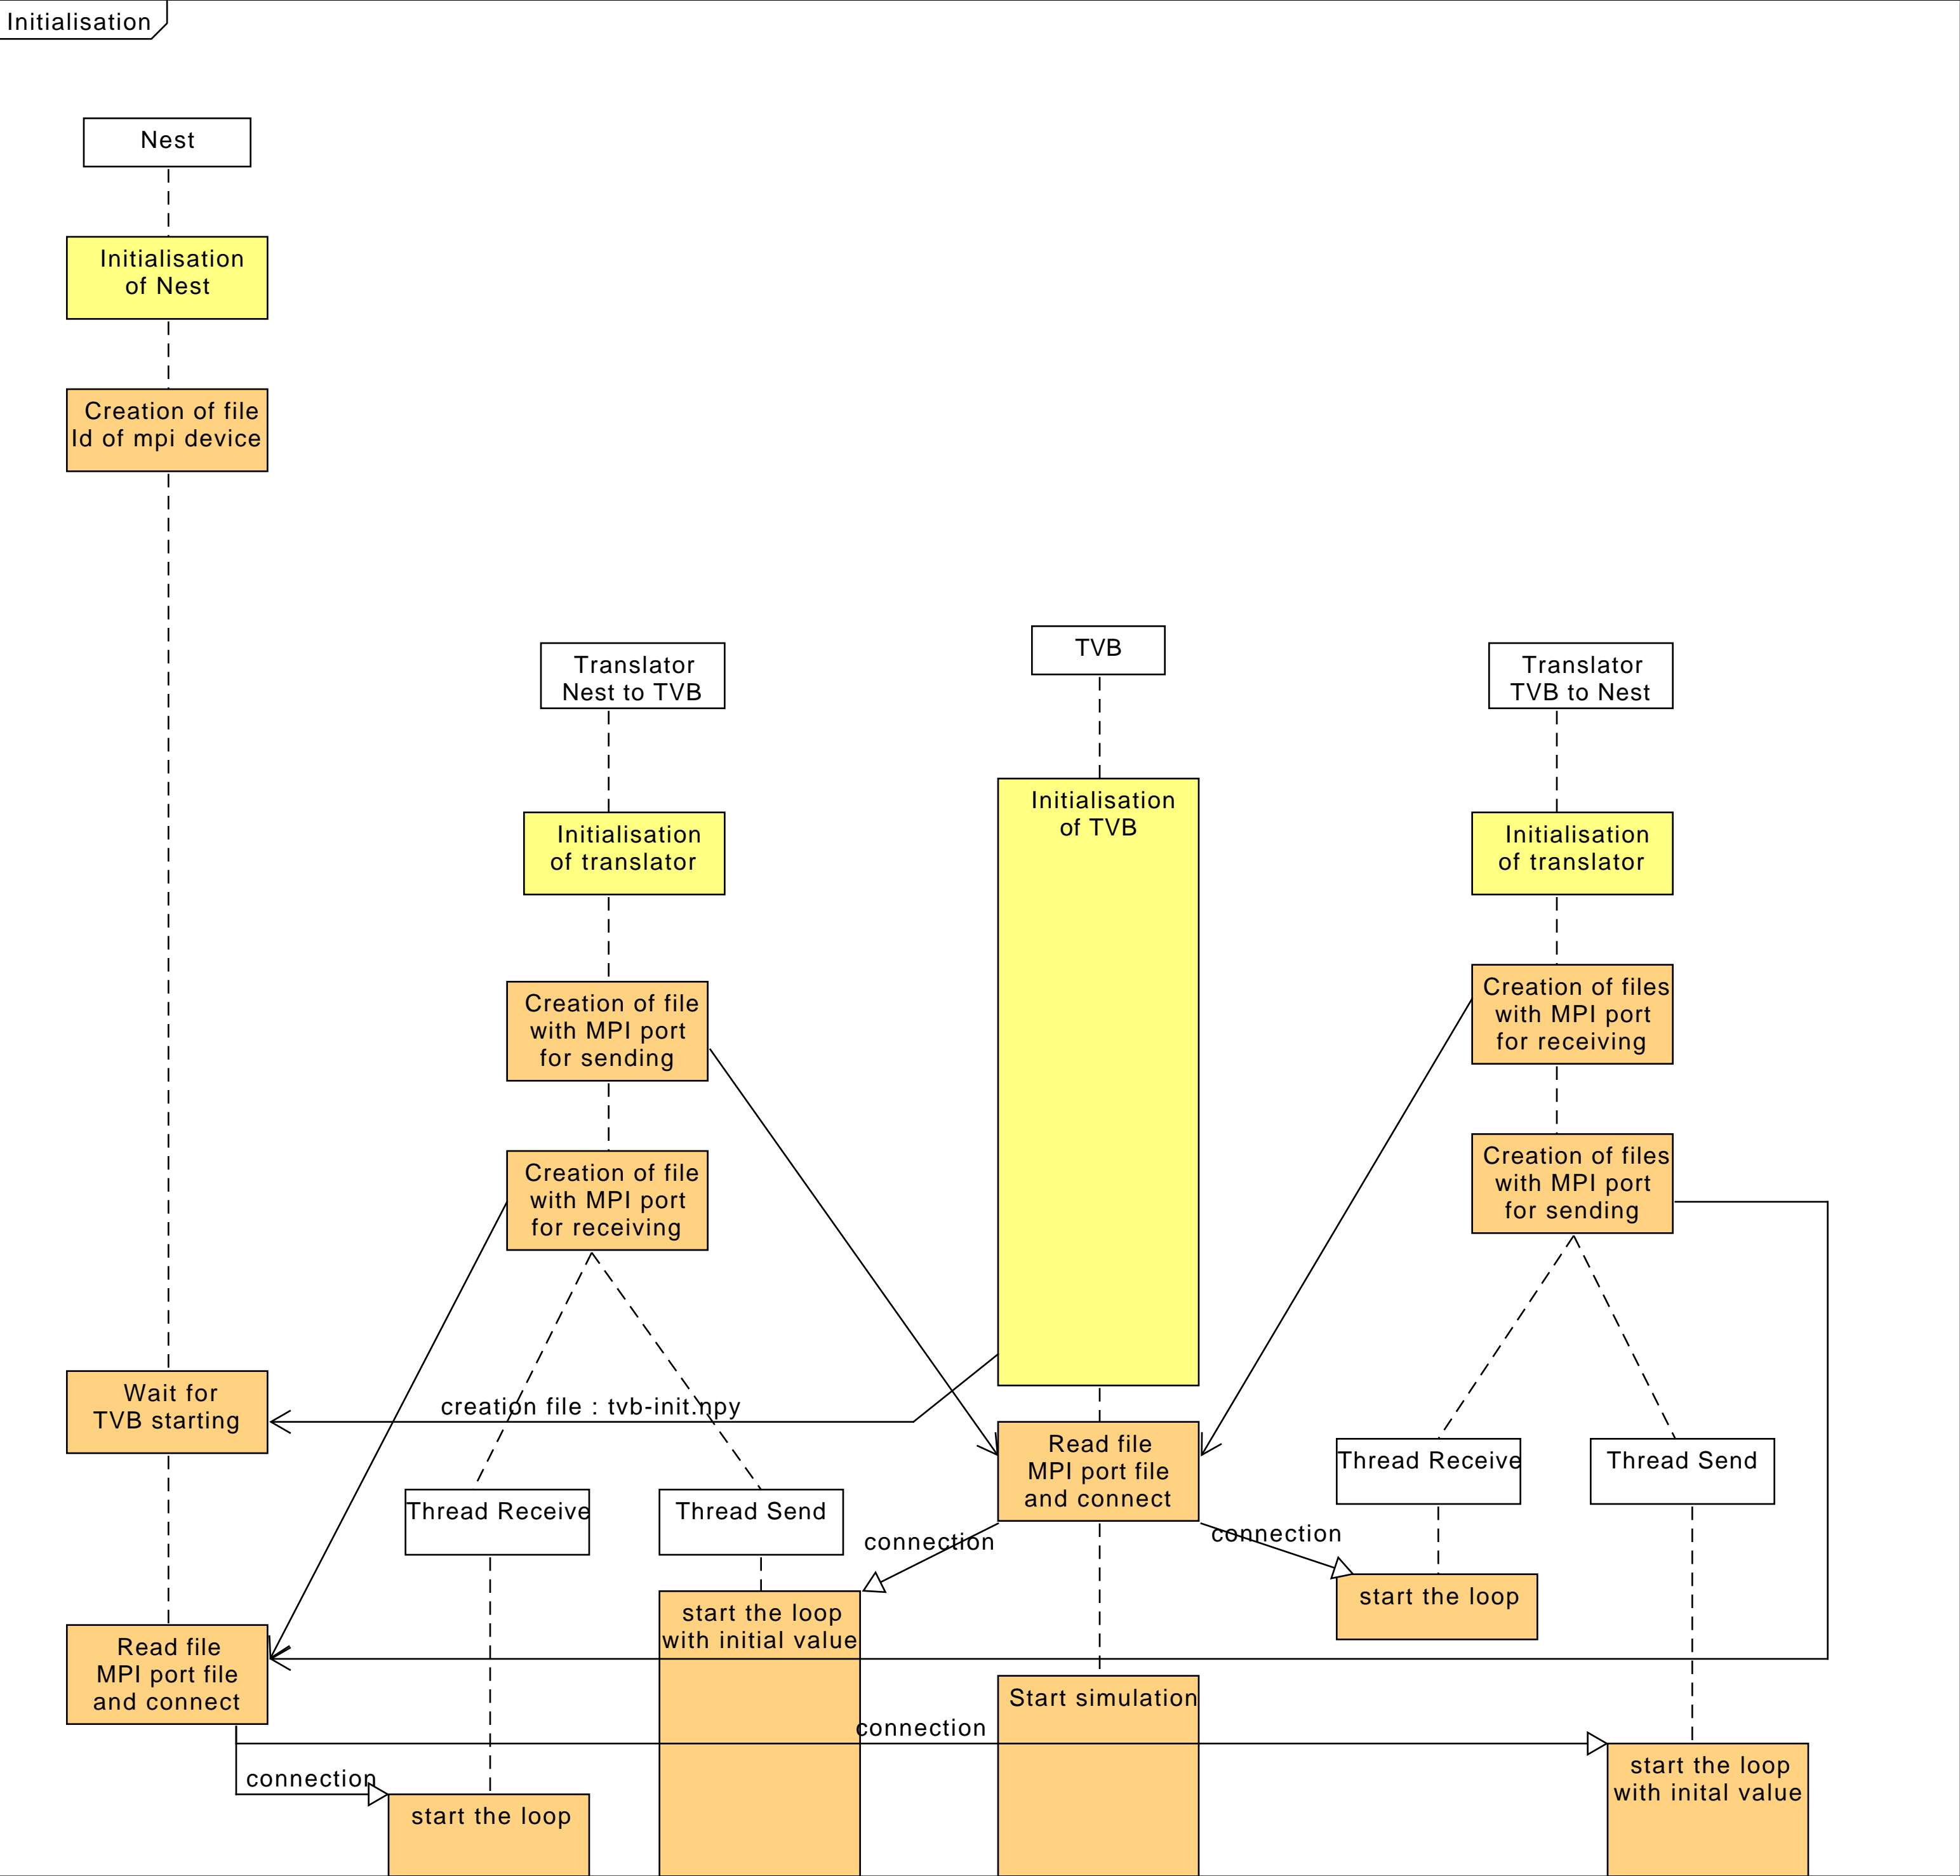 Initialisation
Nest
Initialisation
of Nest
Creation of file
Id of mpi device
Translator
Nest to TVB
TVB
Translator
TVB to Nest
Initialisation
of translator
Initialisation
of TVB
Initialisation
of translator
Creation of file
with MPI port
for sending
Creation of files
with MPI port
for receiving
Creation of file
with MPI port
for receiving
Creation of files
with MPI port
for sending
Wait for
TVB starting
creation file : tvb-init.npy
Read file
MPI port file
and connect
Thread Receive
Thread Send
Thread Receive
Thread Send
connection
connection
start the loop
with initial value
start the loop
Read file
MPI port file
and connect
Start simulation
connection
connection
start the loop
start the loop
with inital value